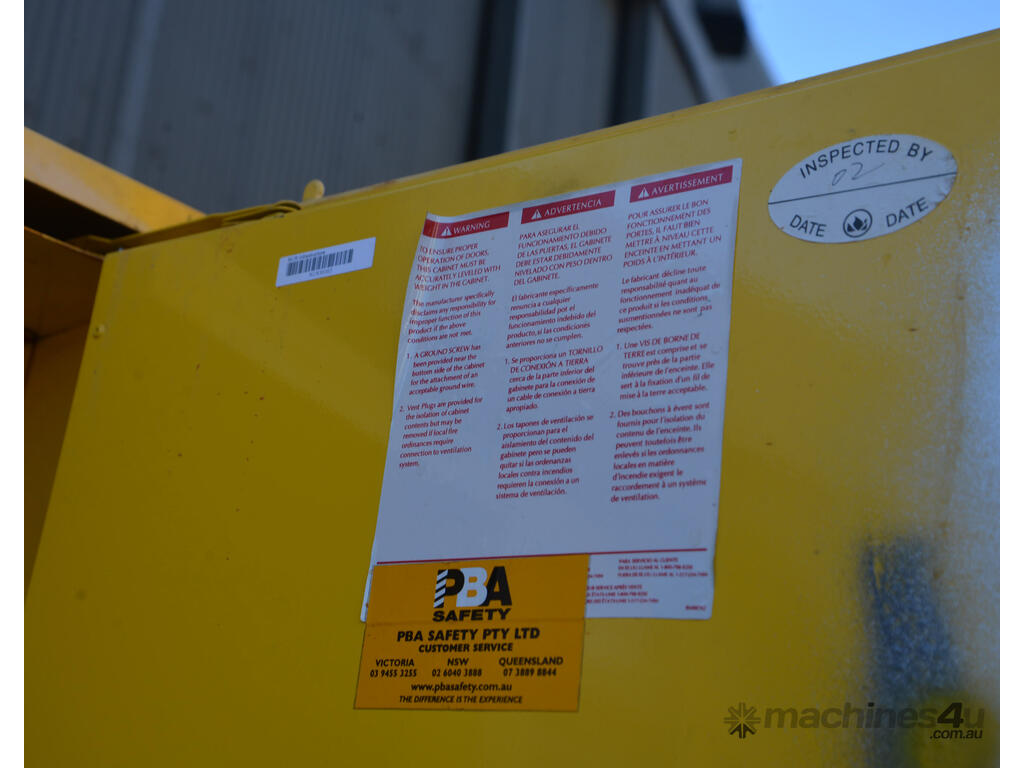 INSPECTED BY
02
DATE
DATE
WARNING
TO ENSURE PROPER
OPERATION OF DOORS,
THIS CABINET MUST BE
ACCURATELY LEVELED WITH
WEIGHT IN THE CABINET.
The manufacturer specifically
disclaims any responsibility for
improper function of this
product if the above
conditions are not met.
1. A GROUND SCREW has
been provided near the
bottom side of the cabinet
for the attachment of an
acceptable ground wire.
2. Vent Plugs are provided for
the isolation of cabinet
contents but may be
removed if local fire
ordinances require
connection to ventilation
system.
ADVERTENCIA
PARA ASEGURAR EL
FUNCIONAMIENTO DEBIDO
DE LAS PUERTAS, EL GABINETE
DEBE ESTAR DEBIDAMENTE
NIVELADO CON PESO DENTRO
DEL GABINETE.
El fabricante específicamente
renuncia a cualquier
responsabilidad por el
funcionamiento indebido del
producto, si las condiciones
anteriores no se cumplen.
1. Se proporciona un TORNILLO
DE CONEXIÓN A TIERRA
cerca de la parte inferior del
gabinete para la conexión de
un cable de conexión a tierra
apropiado.
2. Los tapones de ventilación se
proporcionan para el
aislamiento del contenido del
gabinete pero se pueden
quitar si las ordenanzas
locales contra incendios
requieren la conexión a un
sistema de ventilación.
AVERTISSEMENT
POUR ASSURER LE BON
FONCTIONNEMENT DES
PORTES, IL FAUT BIEN
METTRE À NIVEAU CETTE
ENCEINTE EN METTANT UN
POIDS À L'INTÉRIEUR.
Le fabricant décline toute
responsabilité quant au
fonctionnement inadéquat de
ce produit si les conditions
susmentionnées ne sont pas
respectées.
1. Une VIS DE BORNE DE
TERRE est comprise et se
trouve près de la partie
inférieure de l'enceinte. Elle
sert à la fixation d'un fil de
mise à la terre acceptable.
2. Des bouchons à évent sont
fournis pour l'isolation du
contenu de l'enceinte. Ils
peuvent toutefois être
enlevés si les ordonnances
locales en matière
d'incendie exigent le
raccordement à un système
de ventilation.
PARA SERVICIO AL CLIENTE
PBA
SAFETY
PBA SAFETY PTY LTD
CUSTOMER SERVICE
VICTORIA NSW QUEENSLAND
03 9455 3255 02 6040 3888 07 3889 8844
www.pbasafety.com.au
THE DIFFERENCE IS THE EXPERIENCE
machines4u
.com.au